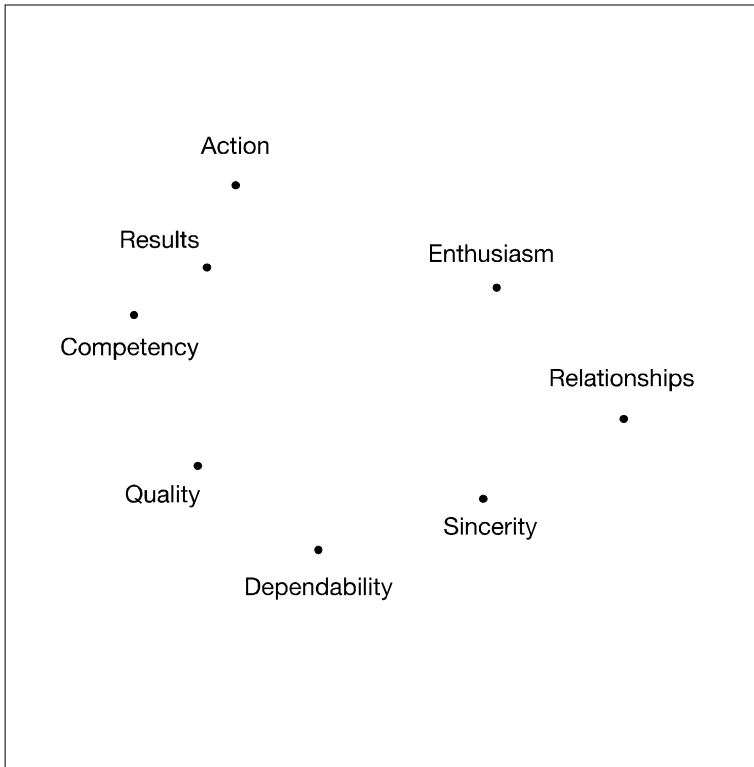 Action
Results
Enthusiasm
Competency
Relationships
Quality
Sincerity
Dependability